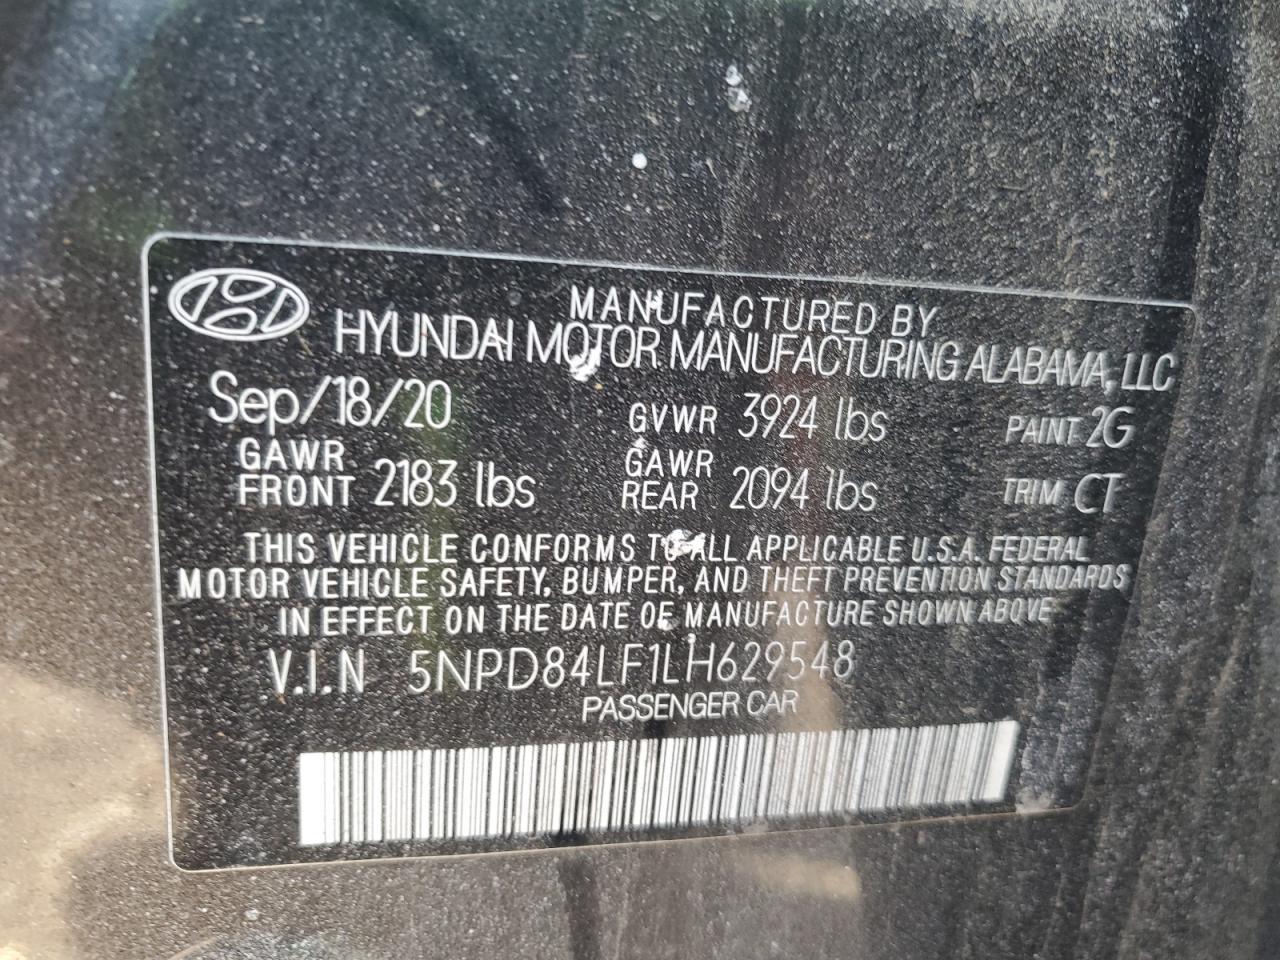 MANUFACTURED BY
HYUNDAI MOTOR MANUFACTURING ALABAMA, LLC
Sep/18/20 GVWR 3924 lbs PAINT 2G
GAWR FRONT 2183 lbs GAWR REAR 2094 lbs TRIM CT
THIS VEHICLE CONFORMS TO ALL APPLICABLE U.S.A. FEDERAL
MOTOR VEHICLE SAFETY, BUMPER, AND THEFT PREVENTION STANDARDS
IN EFFECT ON THE DATE OF MANUFACTURE SHOWN ABOVE
V.I.N 5NPD84LF1LH629548
PASSENGER CAR